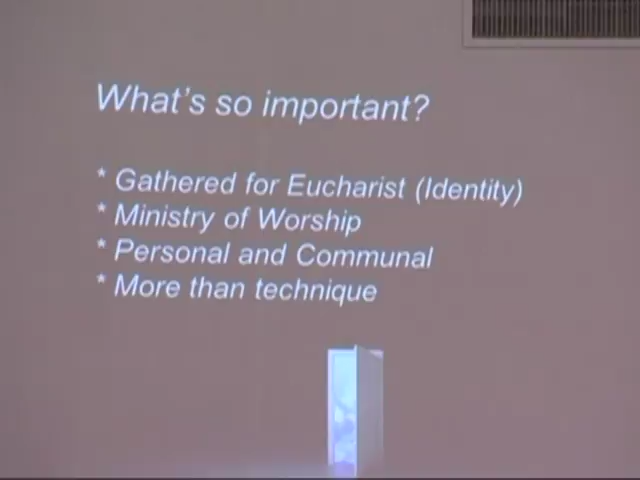 What's so important?
* Gathered for Eucharist (Identity)
* Ministry of Worship
* Personal and Communal
* More than technique